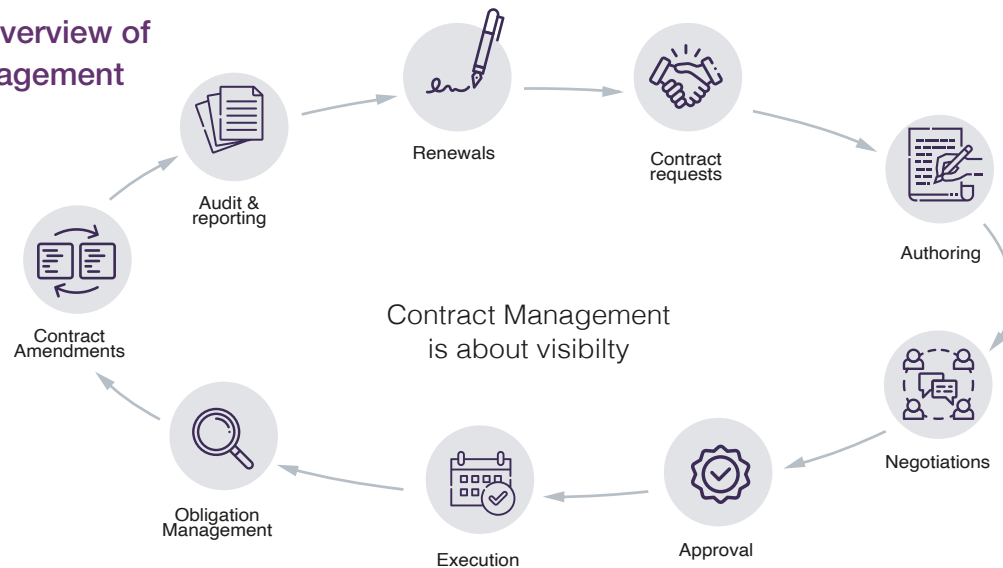 verview of
agement
Renewals
Contract
requests
Audit &
reporting
Authoring
Contract
Amendments
Contract Management
is about visibilty
Negotiations
Obligation
Management
Execution
Approval